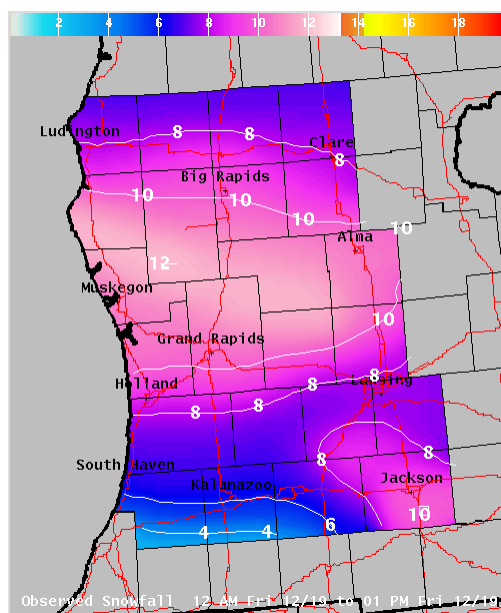 2 4 6 8 10 12 14 16 18
Ludington
8
8
Clare
8
Big Rapids
10
10
10
10
Alma
12
Muskegon
10
Grand Rapids
8
Lansing
Holland
8
8
8
8
8
South Haven
Kalamazoo
Jackson
10
6
4
4
Observed Snowfall 12 AM Fri 12/19 to 01 PM Fri 12/19